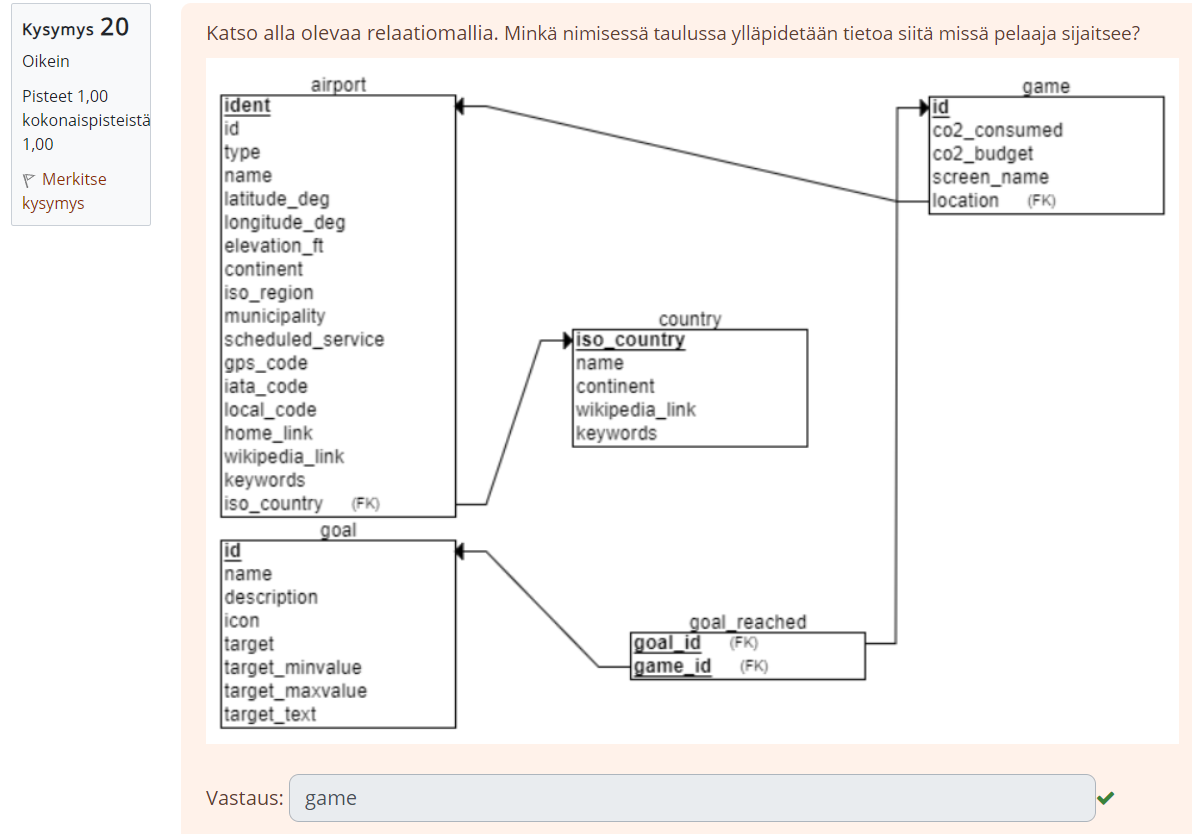 Kysymys 20
Oikein
Pisteet 1,00
kokonaispisteistä
1,00
Merkitse
kysymys
Katso alla olevaa relaatiomallia. Minkä nimisessä taulussa ylläpidetään tietoa siitä missä pelaaja sijaitsee?
airport
ident
id
type
name
latitude_deg
longitude_deg
elevation_ft
continent
iso_region
municipality
scheduled_service
gps_code
iata_code
local_code
home_link
wikipedia_link
keywords
iso_country (FK)
game
id
co2_consumed
co2_budget
screen_name
location (FK)
country
iso_country
name
continent
wikipedia_link
keywords
goal
id
name
description
icon
target
target_minvalue
target_maxvalue
target_text
goal_reached
goal_id (FK)
game_id (FK)
Vastaus: game